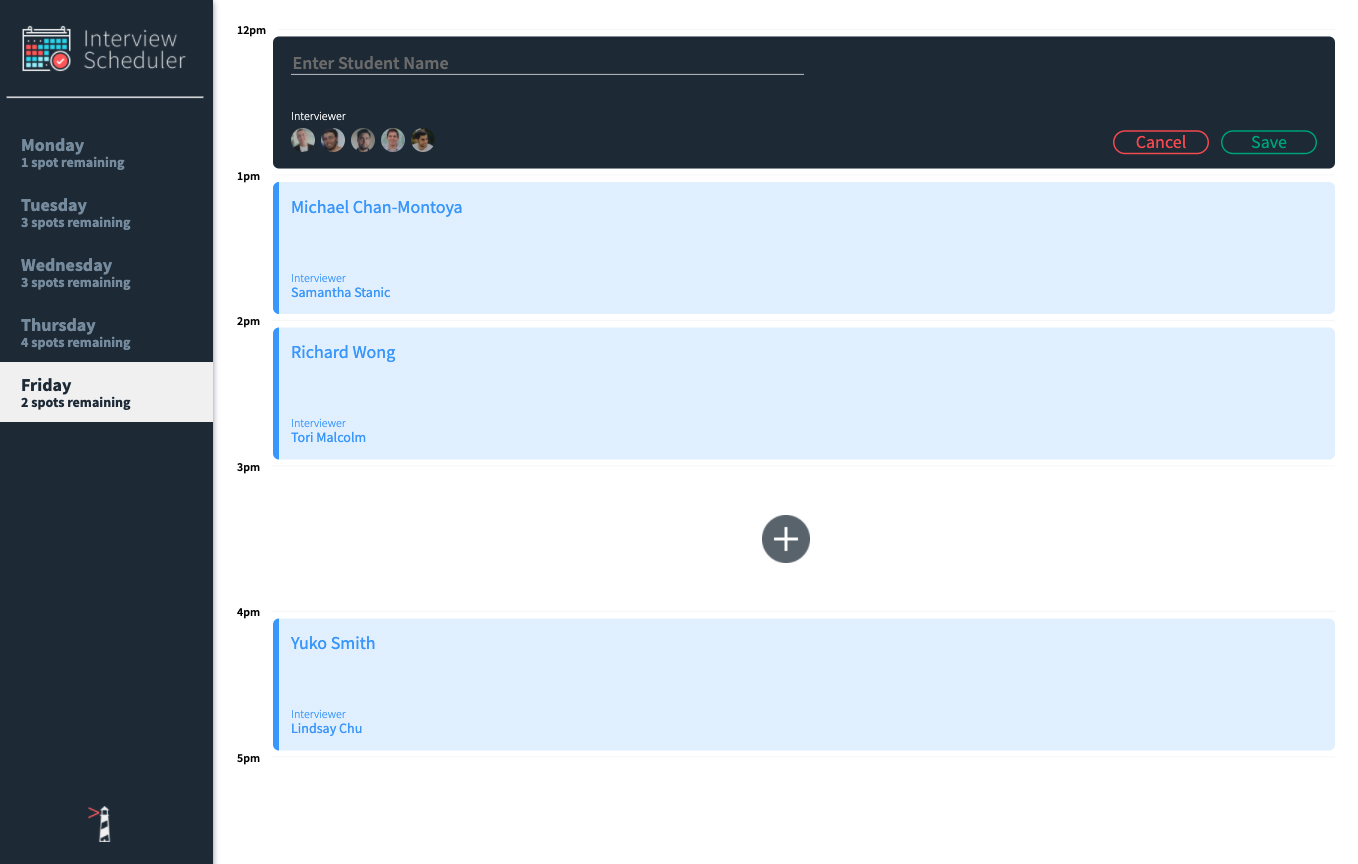 Interview
Scheduler
Monday
1 spot remaining
Tuesday
3 spots remaining
Wednesday
3 spots remaining
Thursday
4 spots remaining
Friday
2 spots remaining
12pm
Enter Student Name
Interviewer
Cancel
Save
1pm
Michael Chan-Montoya
Interviewer
Samantha Stanic
2pm
Richard Wong
Interviewer
Tori Malcolm
3pm
4pm
Yuko Smith
Interviewer
Lindsay Chu
5pm